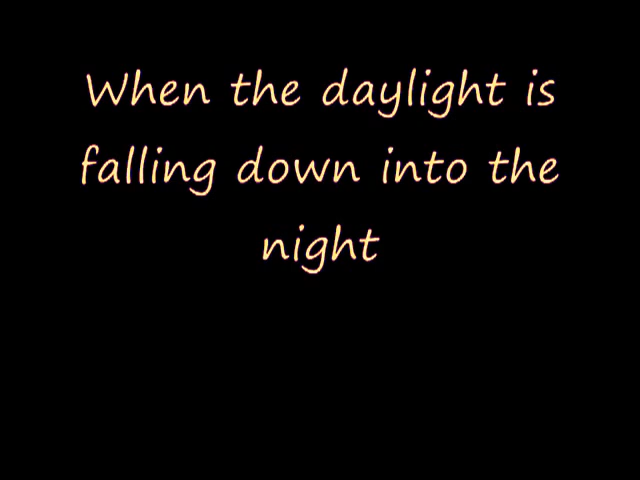 When the daylight is
falling down into the
night